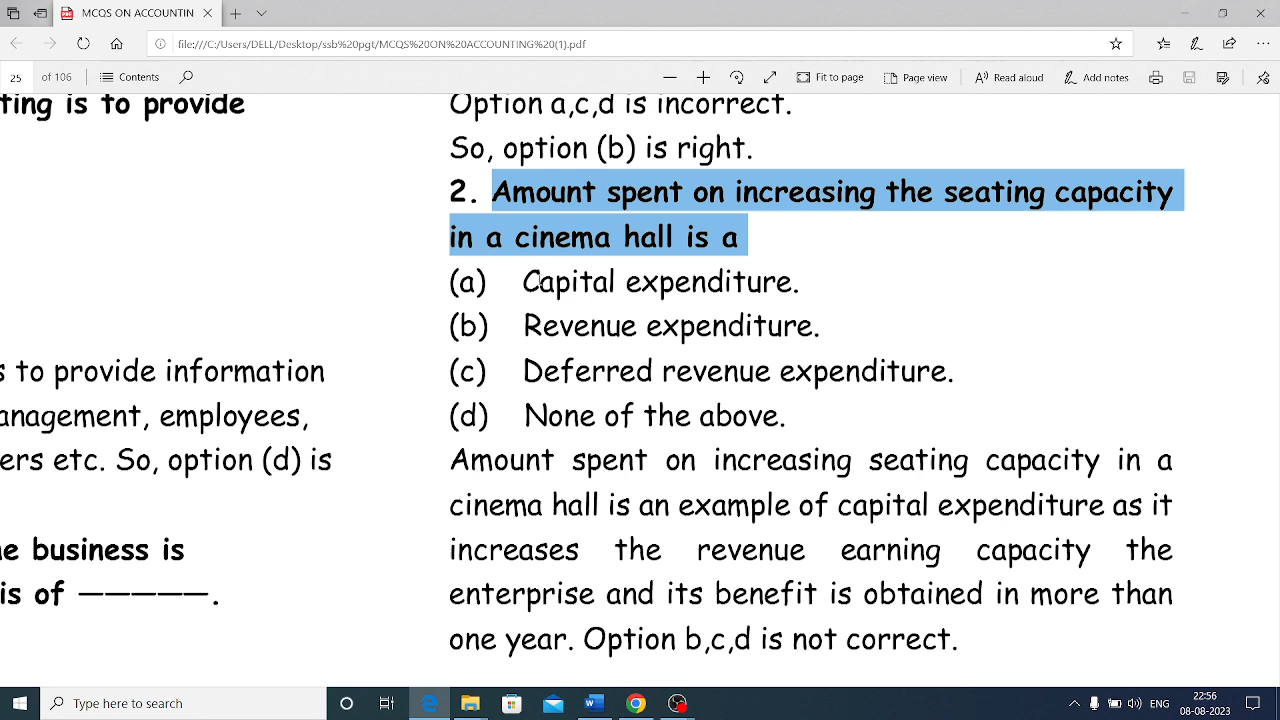 MCQS ON ACCOUNTIN
file:///C:/Users/DELL/Desktop/ssb%20pgt/MCQS%20ON%20ACCOUNTING%20(1).pdf
25 of 106 Contents Fit to page Page view Read aloud Add notes
ting is to provide
s to provide information
anagement, employees,
ers etc. So, option (d) is
e business is
is of —————.
Option a,c,d is incorrect.
So, option (b) is right.
2. Amount spent on increasing the seating capacity
in a cinema hall is a
(a) Capital expenditure.
(b) Revenue expenditure.
(c) Deferred revenue expenditure.
(d) None of the above.
Amount spent on increasing seating capacity in a
cinema hall is an example of capital expenditure as it
increases the revenue earning capacity the
enterprise and its benefit is obtained in more than
one year. Option b,c,d is not correct.
Type here to search
ENG
22:56
08-08-2023